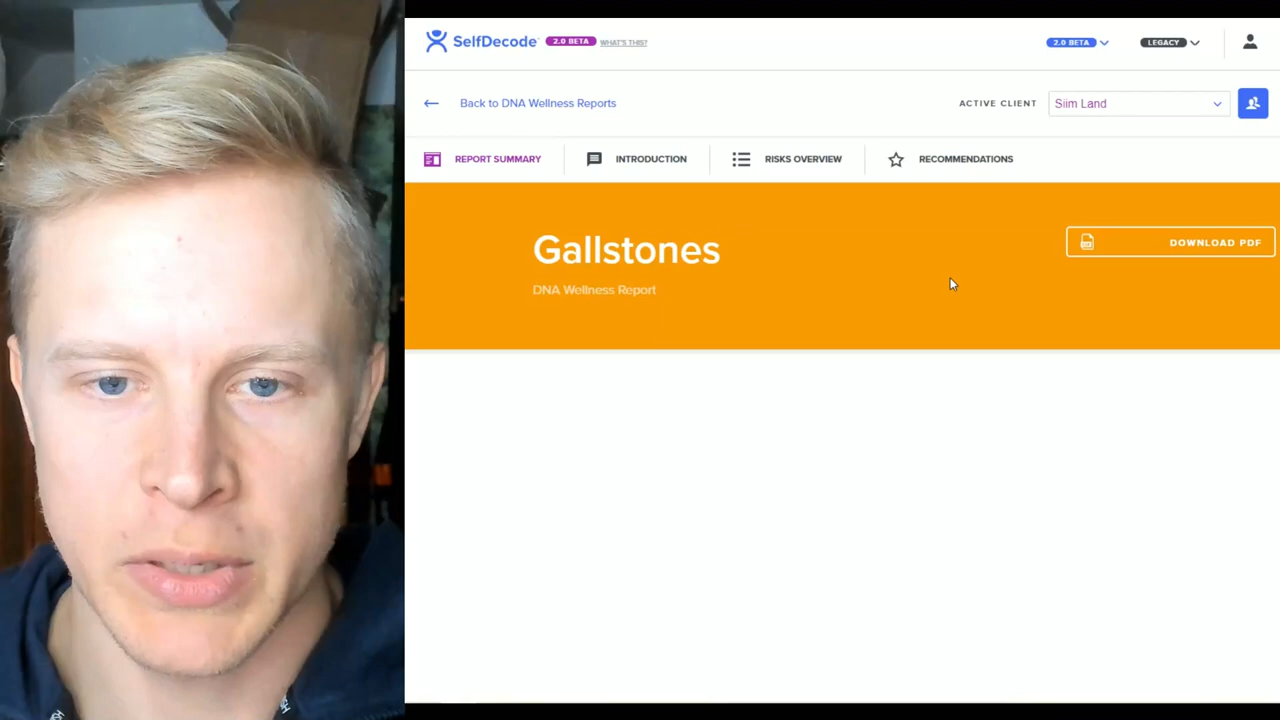 SelfDecode 2.0 BETA WHAT'S THIS?
2.0 BETA LEGACY
Back to DNA Wellness Reports
ACTIVE CLIENT Siim Land
REPORT SUMMARY INTRODUCTION RISKS OVERVIEW RECOMMENDATIONS
Gallstones
DOWNLOAD PDF
DNA Wellness Report